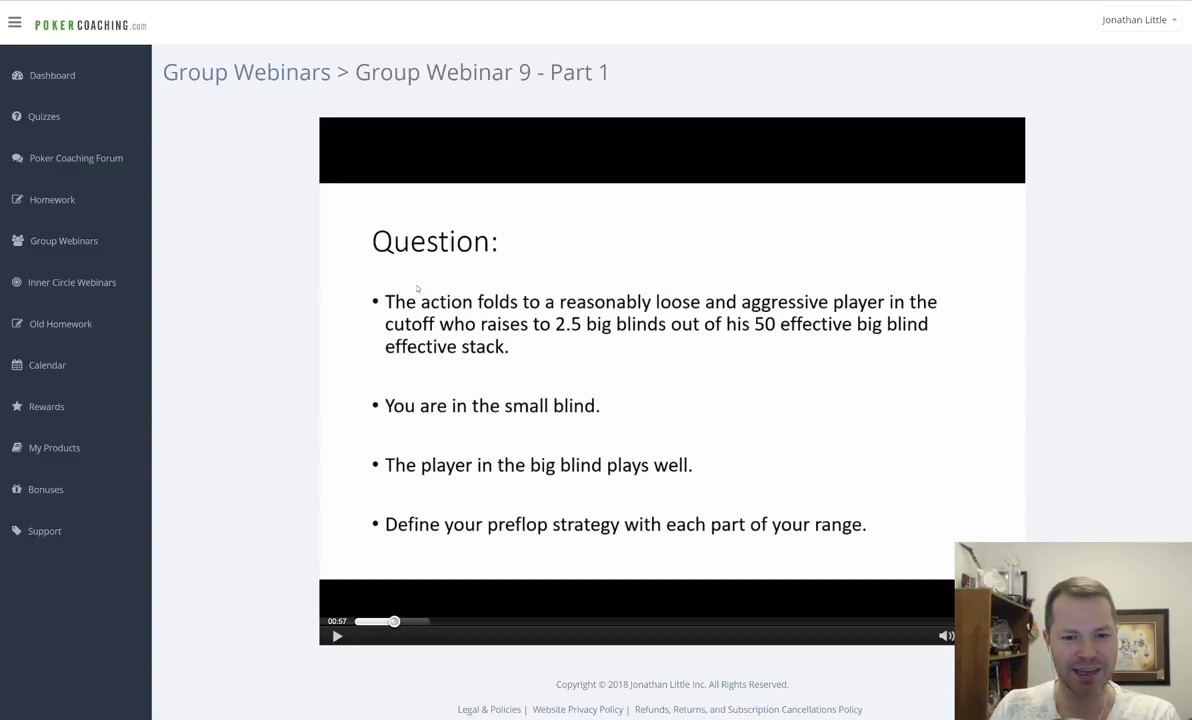 POKERCOACHING.com
Jonathan Little
Dashboard
Quizzes
Poker Coaching Forum
Homework
Group Webinars
Inner Circle Webinars
Old Homework
Calendar
Rewards
My Products
Bonuses
Support
Group Webinars > Group Webinar 9 - Part 1
Question:
• The action folds to a reasonably loose and aggressive player in the
cutoff who raises to 2.5 big blinds out of his 50 effective big blind
effective stack.
• You are in the small blind.
• The player in the big blind plays well.
• Define your preflop strategy with each part of your range.
00:57
Copyright © 2018 Jonathan Little Inc. All Rights Reserved.
Legal & Policies | Website Privacy Policy | Refunds, Returns, and Subscription Cancellations Policy